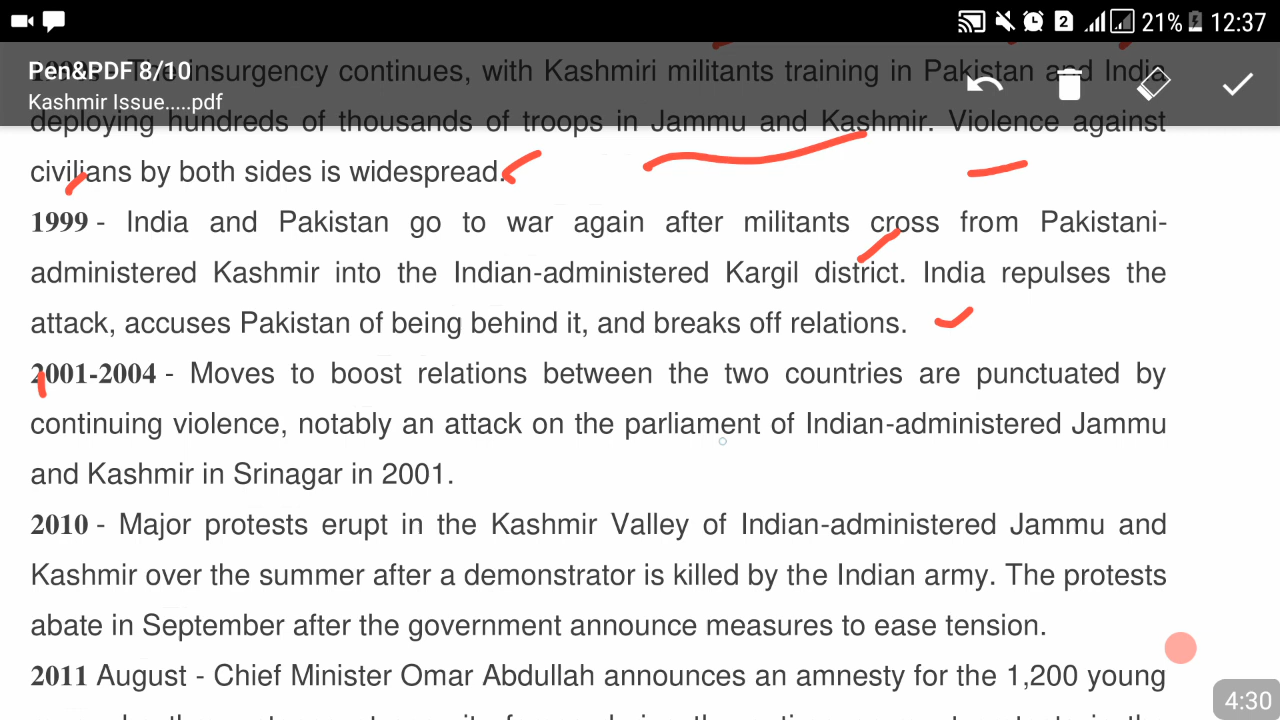 21% 12:37
Pen&PDF 8/10
Kashmir Issue.....pdf
insurgency continues, with Kashmiri militants training in Pakistan and India
deploying hundreds of thousands of troops in Jammu and Kashmir. Violence against
civilians by both sides is widespread.
1999 - India and Pakistan go to war again after militants cross from Pakistani-
administered Kashmir into the Indian-administered Kargil district. India repulses the
attack, accuses Pakistan of being behind it, and breaks off relations.
2001-2004 - Moves to boost relations between the two countries are punctuated by
continuing violence, notably an attack on the parliament of Indian-administered Jammu
and Kashmir in Srinagar in 2001.
2010 - Major protests erupt in the Kashmir Valley of Indian-administered Jammu and
Kashmir over the summer after a demonstrator is killed by the Indian army. The protests
abate in September after the government announce measures to ease tension.
2011 August - Chief Minister Omar Abdullah announces an amnesty for the 1,200 young
4:30